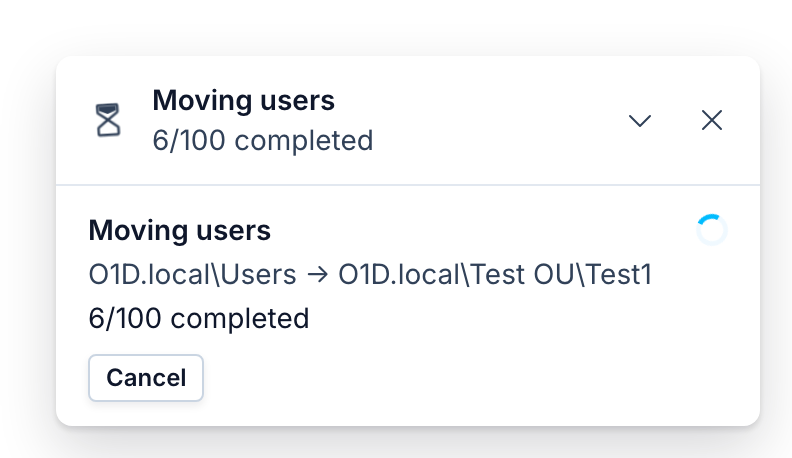 Moving users
6/100 completed
Moving users
O1D.local\Users → O1D.local\Test OU\Test1
6/100 completed
Cancel